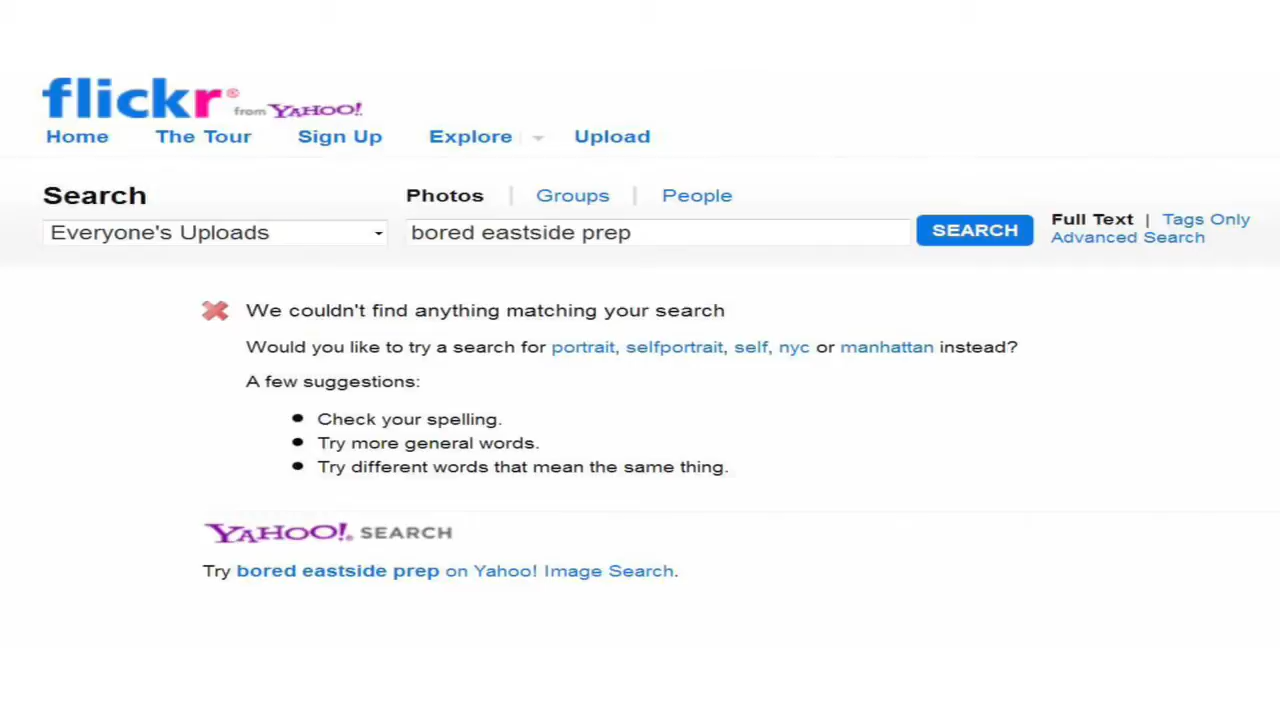 flickr® from YAHOO!
Home The Tour Sign Up Explore Upload
Search Photos | Groups | People
Everyone's Uploads bored eastside prep SEARCH Full Text | Tags Only
Advanced Search
We couldn't find anything matching your search
Would you like to try a search for portrait, selfportrait, self, nyc or manhattan instead?
A few suggestions:
Check your spelling.
Try more general words.
Try different words that mean the same thing.
YAHOO!® SEARCH
Try bored eastside prep on Yahoo! Image Search.